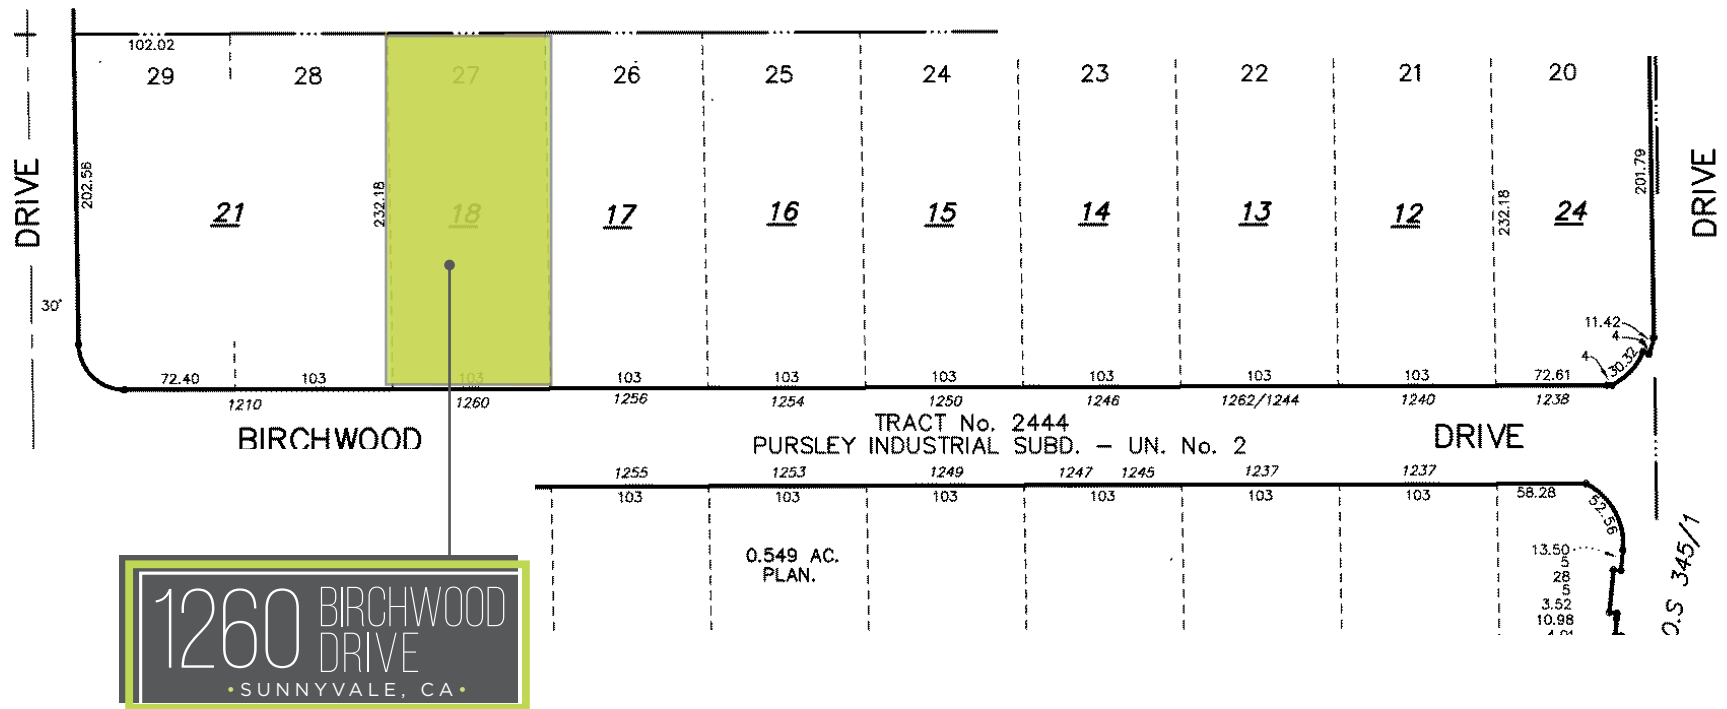 102.02
29 28 27 26 25 24 23 22 21 20
DRIVE
202.58
232.18
232.18
201.79
DRIVE
21 18 17 16 15 14 13 12 24
30'
11.42
4
4
30.32
72.40 103 103 103 103 103 103 103 103 72.61
1210 1260 1256 1254 1250 1246 1262/1244 1240 1238
BIRCHWOOD
TRACT No. 2444
DRIVE
PURSLEY INDUSTRIAL SUBD. - UN. No. 2
1255 1253 1249 1247 1245 1237 1237
103 103 103 103 103 103 58.28
52.56
0.549 AC.
PLAN.
13.50
5
28
5
3.52
10.98
4.01
O.S 345/1
1260 BIRCHWOOD
DRIVE
•SUNNYVALE, CA•